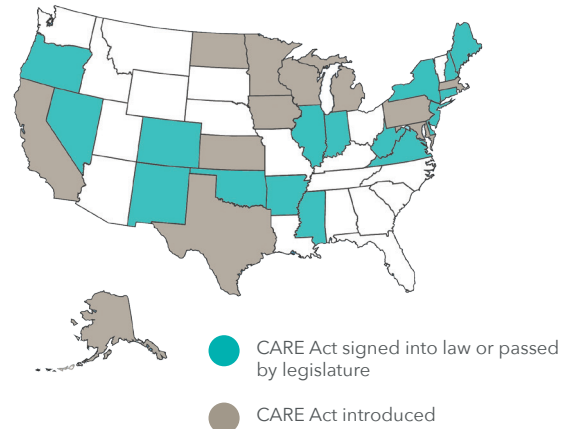 CARE Act signed into law or passed
by legislature
CARE Act introduced